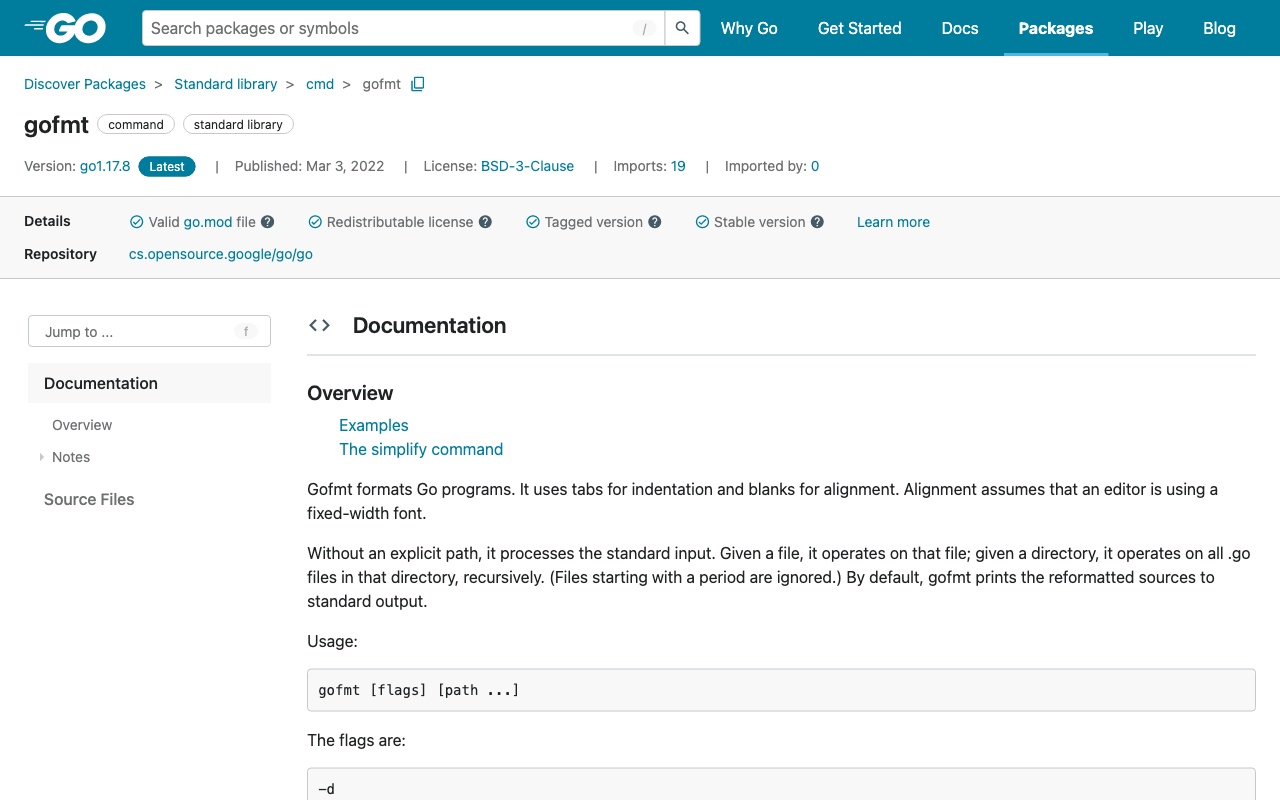 GO
Search packages or symbols /
Why Go Get Started Docs Packages Play Blog
Discover Packages > Standard library > cmd > gofmt
gofmt command standard library
Version: go1.17.8 Latest | Published: Mar 3, 2022 | License: BSD-3-Clause | Imports: 19 | Imported by: 0
Details Valid go.mod file ? Redistributable license ? Tagged version ? Stable version ? Learn more
Repository cs.opensource.google/go/go
Jump to ... f
Documentation
Overview
Notes
Source Files
<> Documentation
Overview
Examples
The simplify command
Gofmt formats Go programs. It uses tabs for indentation and blanks for alignment. Alignment assumes that an editor is using a
fixed-width font.
Without an explicit path, it processes the standard input. Given a file, it operates on that file; given a directory, it operates on all .go
files in that directory, recursively. (Files starting with a period are ignored.) By default, gofmt prints the reformatted sources to
standard output.
Usage:
gofmt [flags] [path ...]
The flags are:
-d